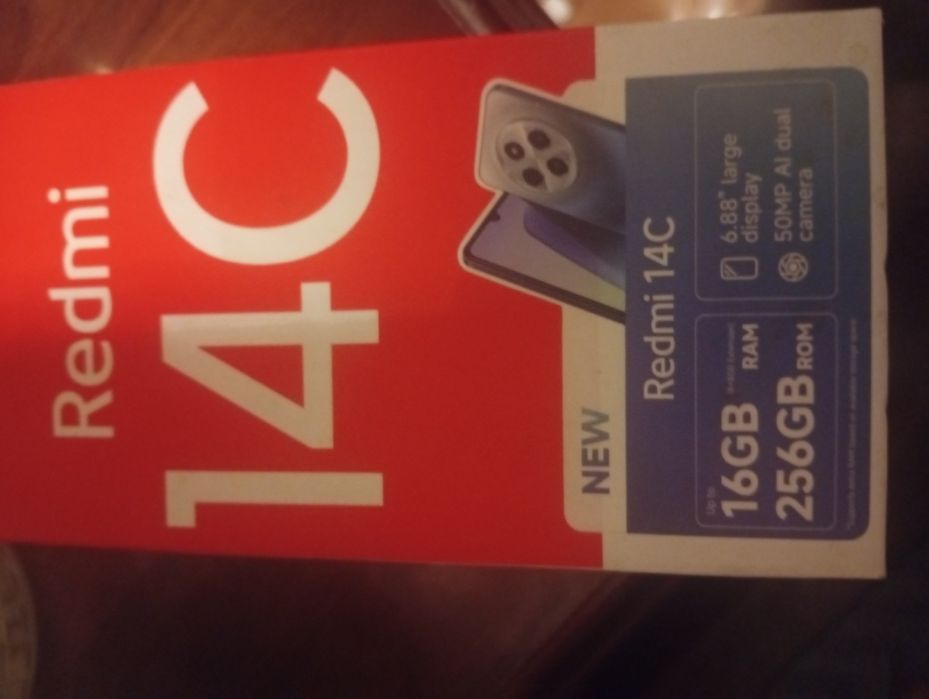 Redmi
14C
NEW
Redmi 14C
Up to
16GB RAM
256GB ROM
6.88" large
display
50MP AI dual
camera